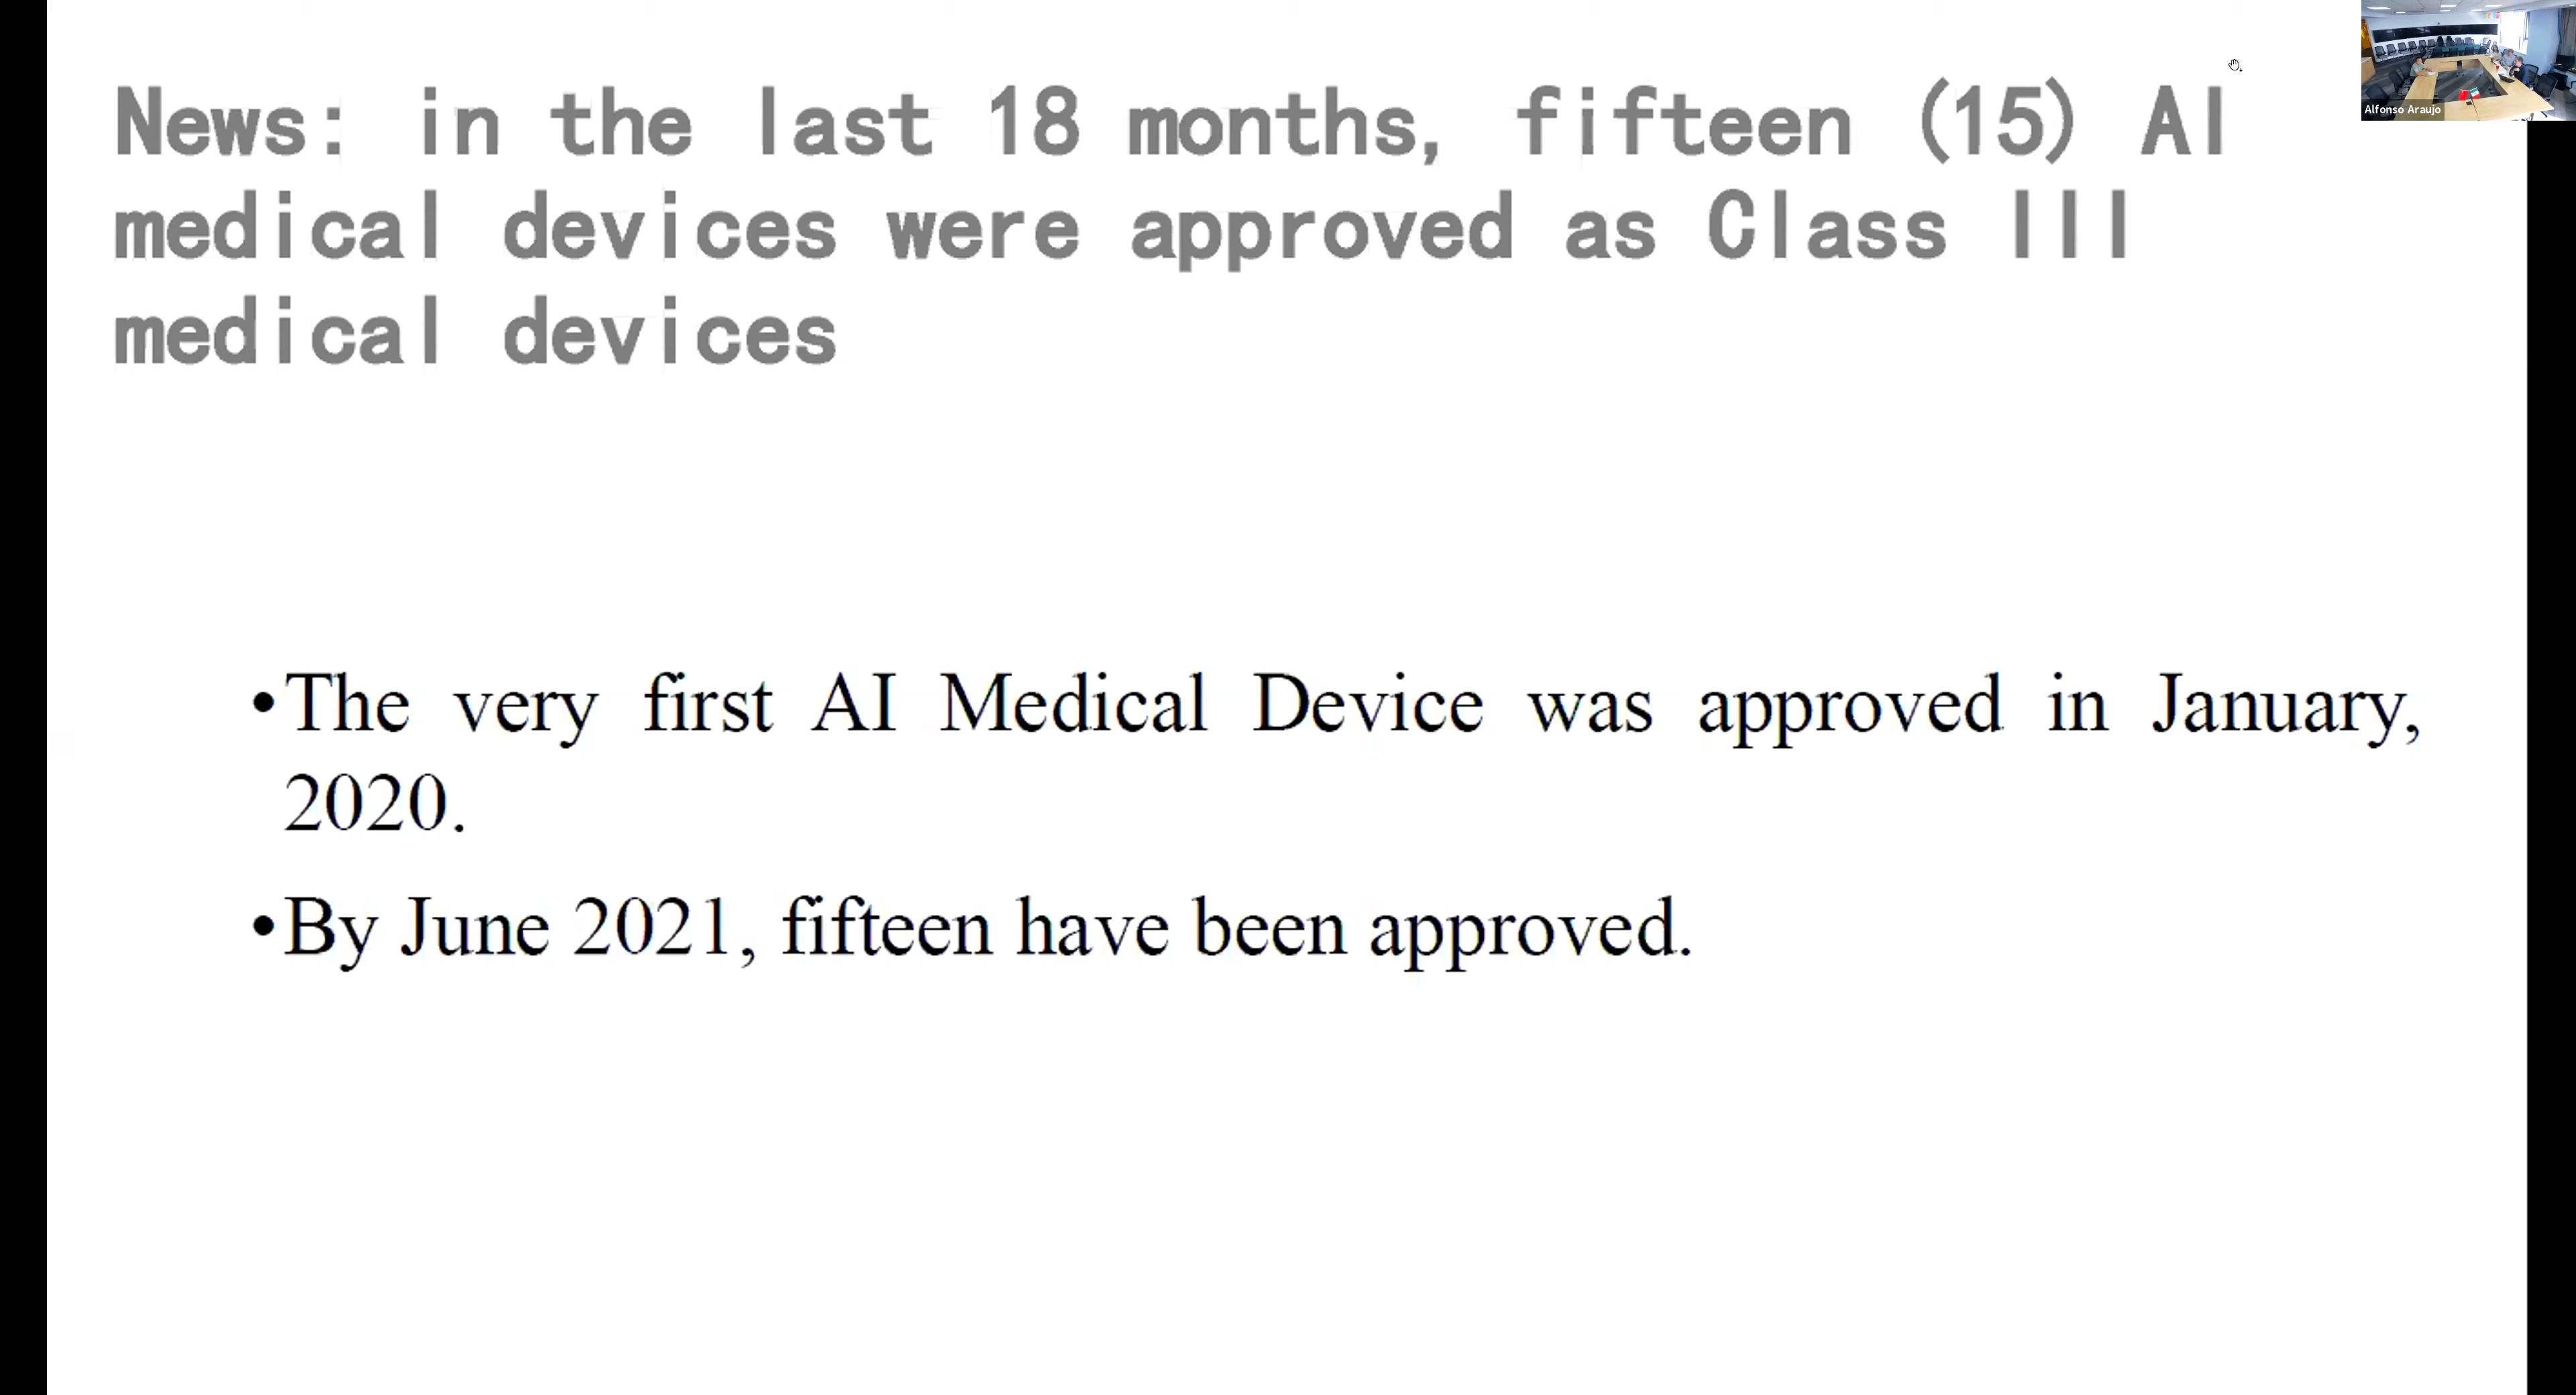 News: in the last 18 months, fifteen (15) AI
medical devices were approved as Class III
medical devices
Alfonso Araujo
•The very first AI Medical Device was approved in January,
2020.
•By June 2021, fifteen have been approved.